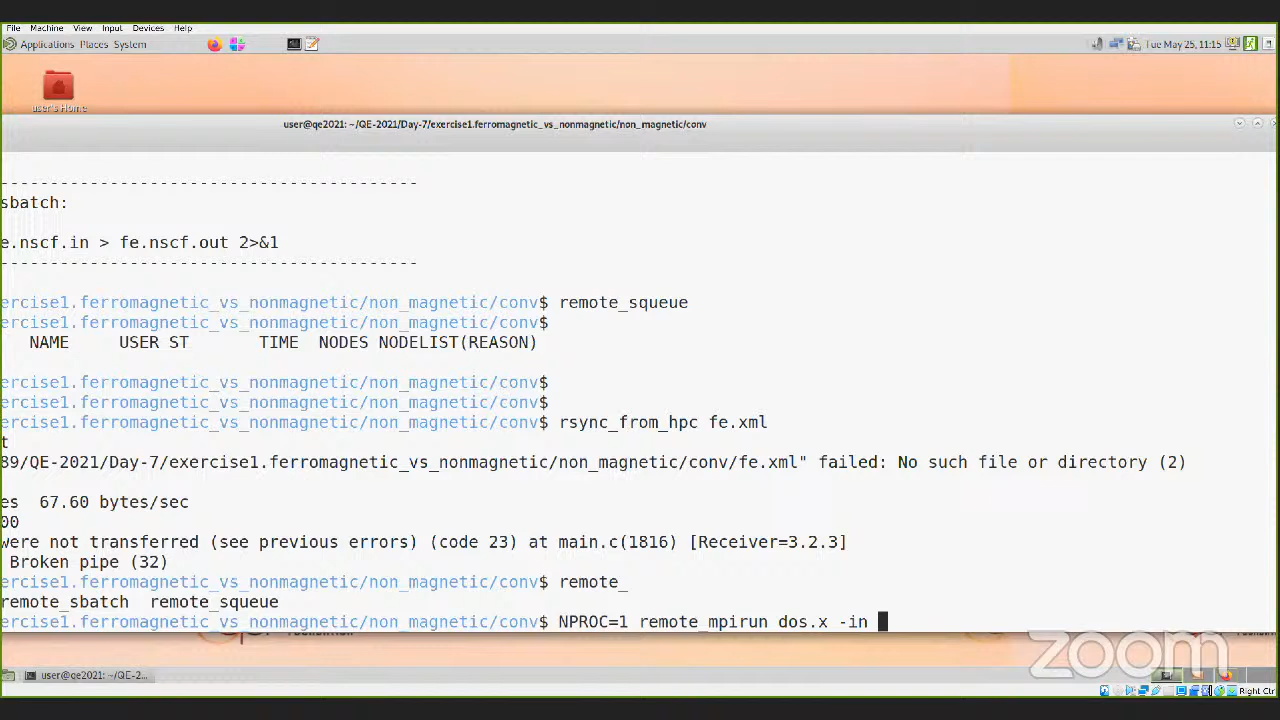 File Machine View Input Devices Help
Applications Places System
Tue May 25, 11:15
user's Home
user@qe2021: ~/QE-2021/Day-7/exercise1.ferromagnetic_vs_nonmagnetic/non_magnetic/conv
------------------------------------------
sbatch:
e.nscf.in > fe.nscf.out 2>&1
------------------------------------------
ercise1.ferromagnetic_vs_nonmagnetic/non_magnetic/conv$ remote_squeue
ercise1.ferromagnetic_vs_nonmagnetic/non_magnetic/conv$
NAME USER ST TIME NODES NODELIST(REASON)
ercise1.ferromagnetic_vs_nonmagnetic/non_magnetic/conv$
ercise1.ferromagnetic_vs_nonmagnetic/non_magnetic/conv$
ercise1.ferromagnetic_vs_nonmagnetic/non_magnetic/conv$ rsync_from_hpc fe.xml
t
89/QE-2021/Day-7/exercise1.ferromagnetic_vs_nonmagnetic/non_magnetic/conv/fe.xml" failed: No such file or directory (2)
es 67.60 bytes/sec
00
were not transferred (see previous errors) (code 23) at main.c(1816) [Receiver=3.2.3]
Broken pipe (32)
ercise1.ferromagnetic_vs_nonmagnetic/non_magnetic/conv$ remote_
remote_sbatch remote_squeue
ercise1.ferromagnetic_vs_nonmagnetic/non_magnetic/conv$ NPROC=1 remote_mpirun dos.x -in
zoom
user@qe2021: ~/QE-2...
Right Ctrl